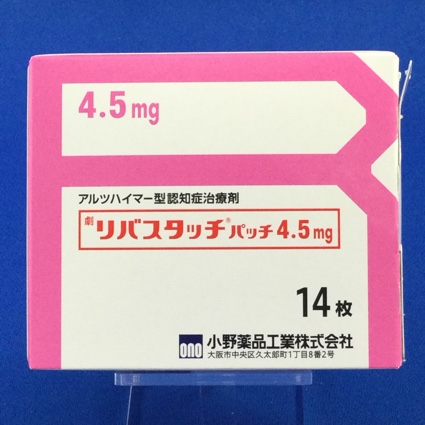 4.5mg
アルツハイマー型認知症治療剤
劇 リバスタッチ®パッチ4.5mg
14枚
ono 小野薬品工業株式会社
大阪市中央区久太郎町1丁目8番2号